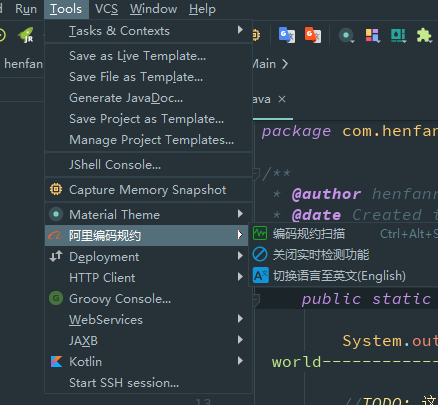 Run Tools VCS Window Help
Tasks & Contexts
henfan
Main
Save as Live Template...
Save File as Template...
Generate JavaDoc...
ava ×
Save Project as Template...
Manage Project Templates...
package com.henfann
JShell Console...
/**
Capture Memory Snapshot
* @author henfann
Material Theme
* @date Created i
阿里编码规约
编码规约扫描 Ctrl+Alt+S
Deployment
关闭实时检测功能
HTTP Client
切换语言至英文(English)
Groovy Console...
public static
WebServices
JAXB
System.out
Kotlin
world-------------
Start SSH session...
13
//TODO: 这